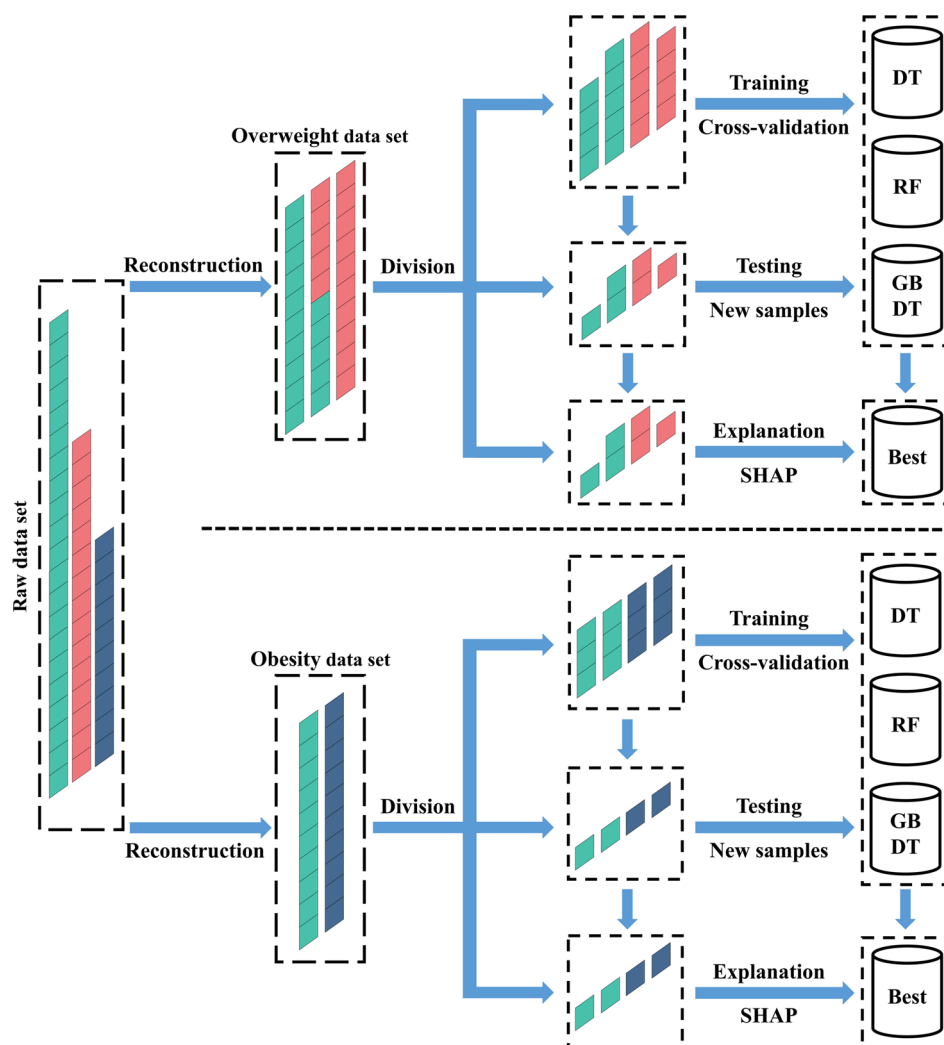 Raw data set
Reconstruction
Overweight data set
Division
Training
Cross-validation
DT
RF
Testing
New samples
GB
DT
Explanation
SHAP
Best
Reconstruction
Obesity data set
Division
Training
Cross-validation
DT
RF
Testing
New samples
GB
DT
Explanation
SHAP
Best